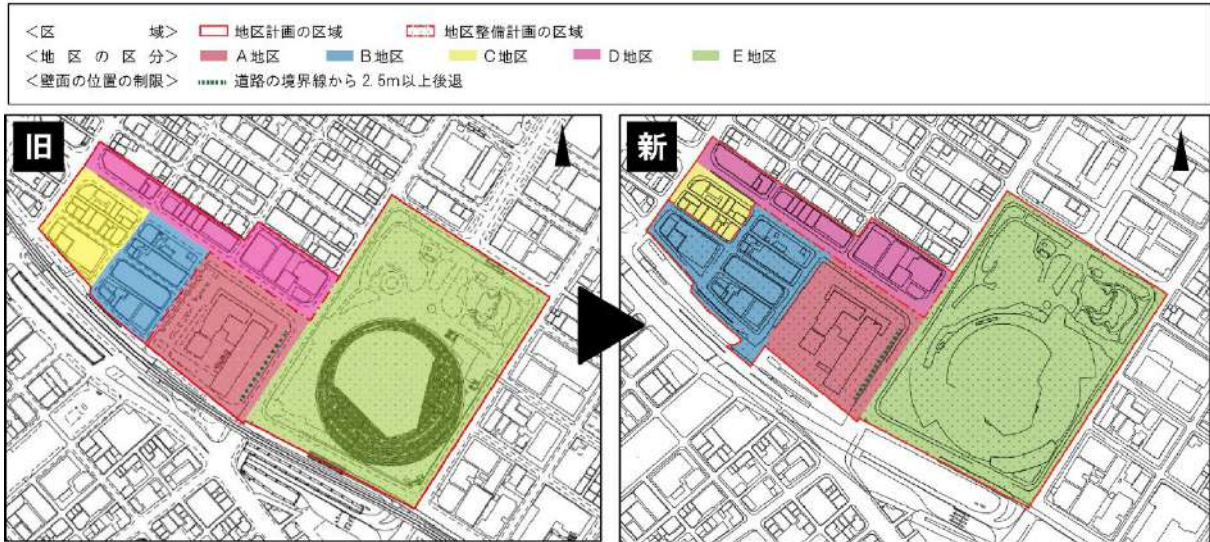 <区　　　域> 地区計画の区域 地区整備計画の区域
<地区の区分> A地区 B地区 C地区 D地区 E地区
<壁面の位置の制限> 道路の境界線から2.5m以上後退
旧
新